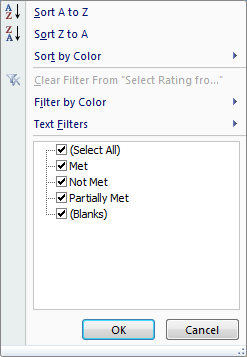 Sort A to Z
Sort Z to A
Sort by Color
Clear Filter From "Select Rating fro..."
Filter by Color
Text Filters
(Select All)
Met
Not Met
Partially Met
(Blanks)
OK
Cancel